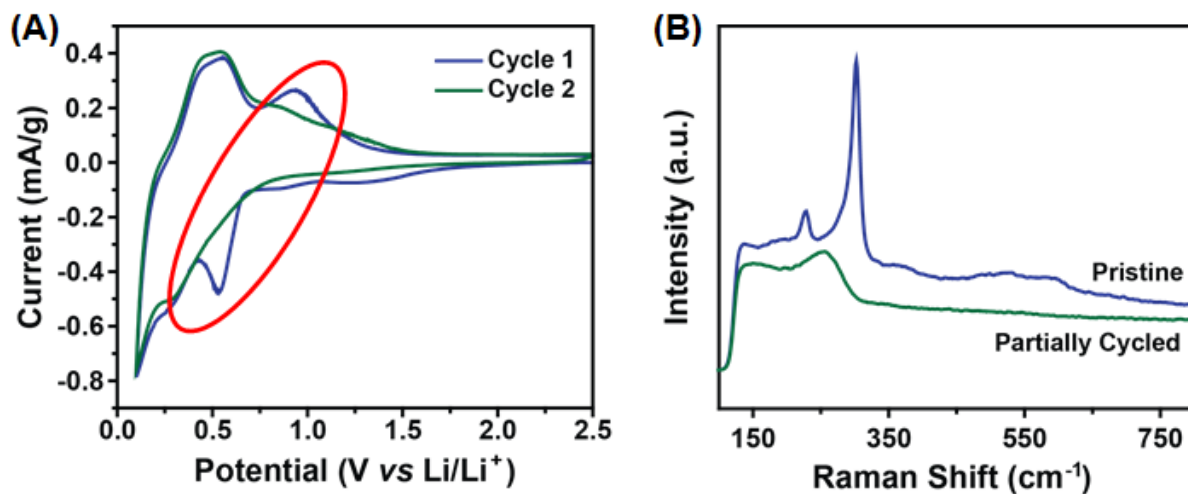 (A)
Current (mA/g)
0.4
0.2
0.0
-0.2
-0.4
-0.6
-0.8
Cycle 1
Cycle 2
0.0 0.5 1.0 1.5 2.0 2.5
Potential (V vs Li/Li⁺)
(B)
Intensity (a.u.)
Pristine
Partially Cycled
150 350 550 750
Raman Shift (cm⁻¹)